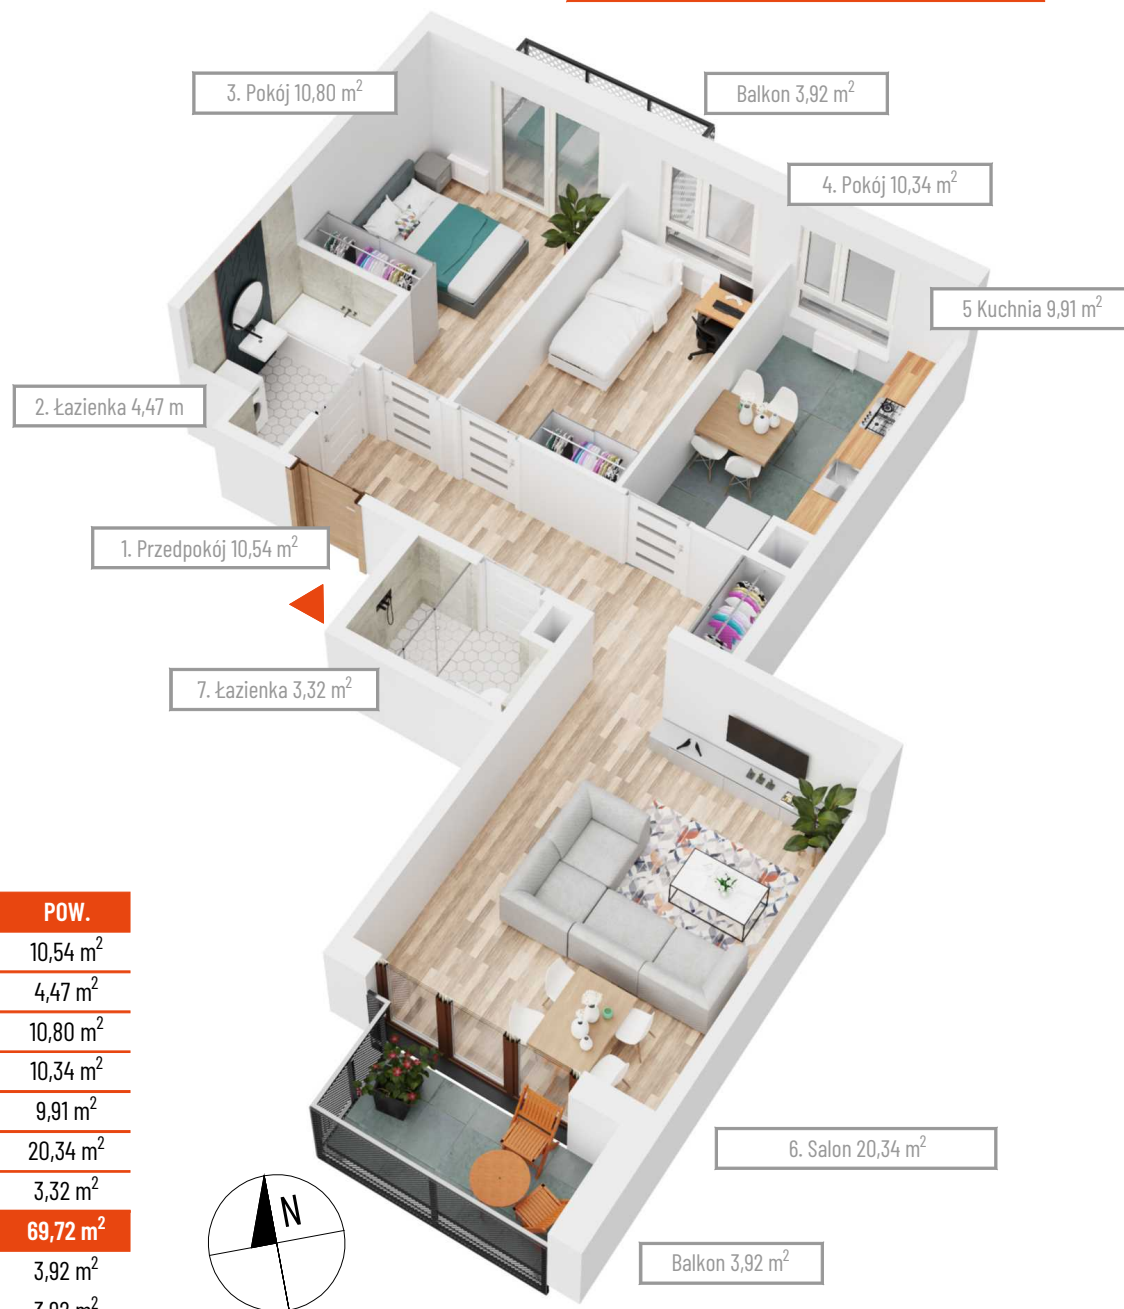 3. Pokój 10,80 m²
Balkon 3,92 m²
4. Pokój 10,34 m²
5 Kuchnia 9,91 m²
2. Łazienka 4,47 m
1. Przedpokój 10,54 m²
7. Łazienka 3,32 m²
POW.
10,54 m²
4,47 m²
10,80 m²
10,34 m²
9,91 m²
20,34 m²
3,32 m²
69,72 m²
3,92 m²
3,92 m²
N
6. Salon 20,34 m²
Balkon 3,92 m²